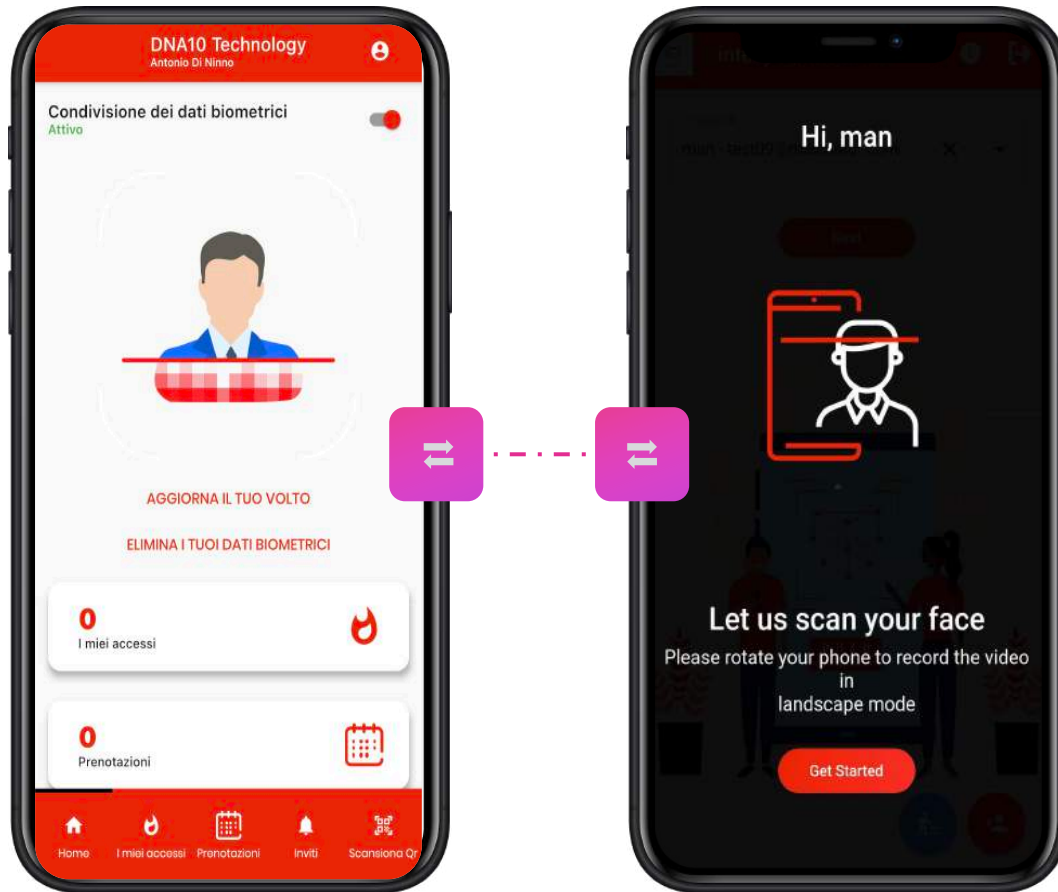 DNA10 Technology
Antonio Di Ninno
Condivisione dei dati biometrici
Attivo
AGGIORNA IL TUO VOLTO
ELIMINA I TUOI DATI BIOMETRICI
0
I miei accessi
0
Prenotazioni
Home
I miei accessi
Prenotazioni
Inviti
Scansiona Qr
Hi, man
Next
Let us scan your face
Please rotate your phone to record the video
in
landscape mode
Get Started